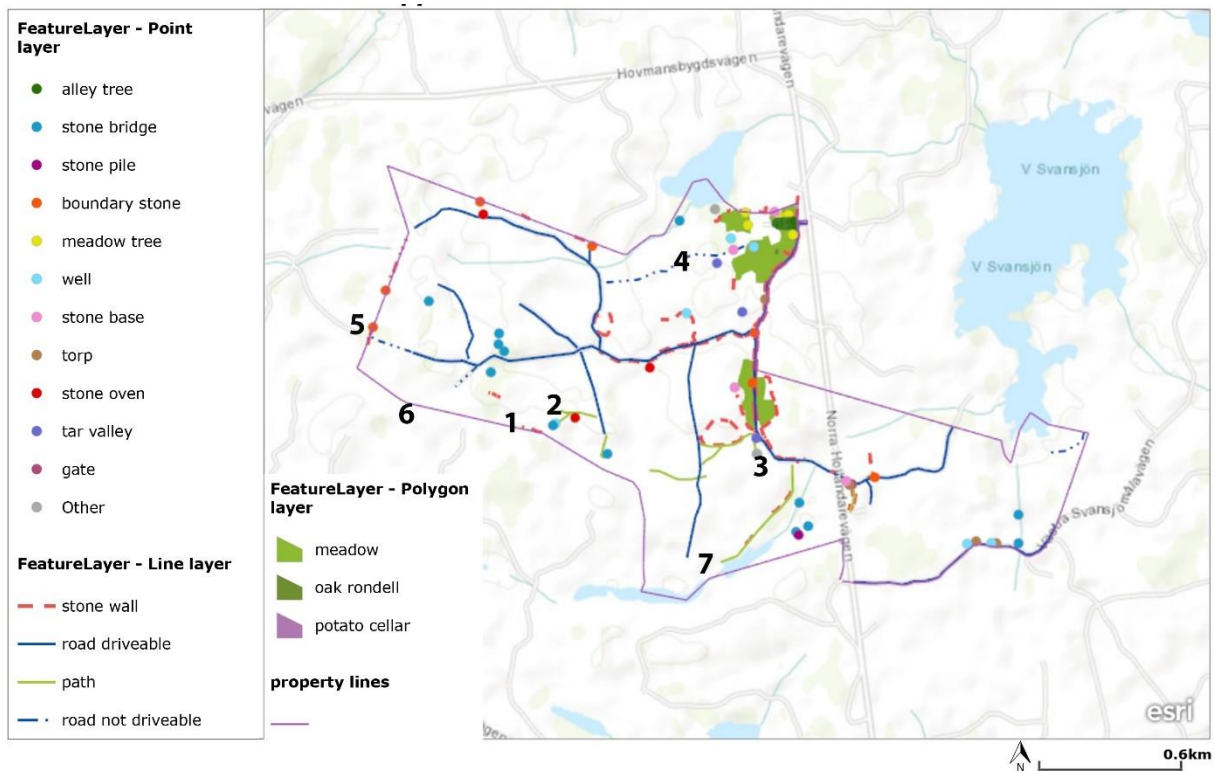 FeatureLayer - Point
layer
alley tree
stone bridge
stone pile
boundary stone
meadow tree
well
stone base
torp
stone oven
tar valley
gate
Other
FeatureLayer - Line layer
stone wall
road driveable
path
road not driveable
FeatureLayer - Polygon
layer
meadow
oak rondell
potato cellar
property lines
Hovmansbygdsvägen
vägen
V Svansjön
V Svansjön
4
5
6
1
2
3
7
esri
N
0.6km